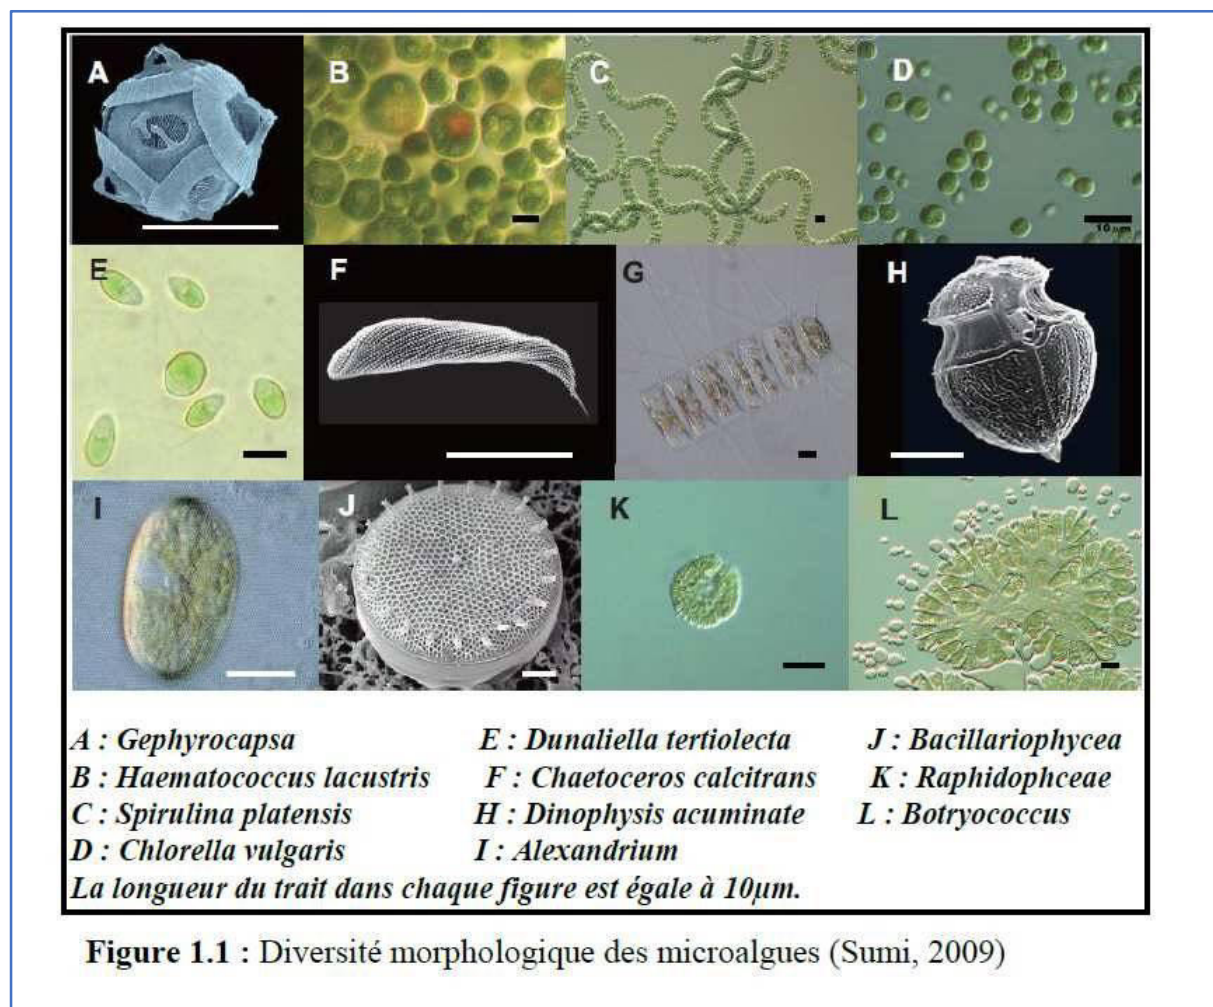 A B C D
10 µm
E F G H
I J K L
A : Gephyrocapsa E : Dunaliella tertiolecta J : Bacillariophycea
B : Haematococcus lacustris F : Chaetoceros calcitrans K : Raphidophceae
C : Spirulina platensis H : Dinophysis acuminate L : Botryococcus
D : Chlorella vulgaris I : Alexandrium
La longueur du trait dans chaque figure est égale à 10µm.
Figure 1.1 : Diversité morphologique des microalgues (Sumi, 2009)